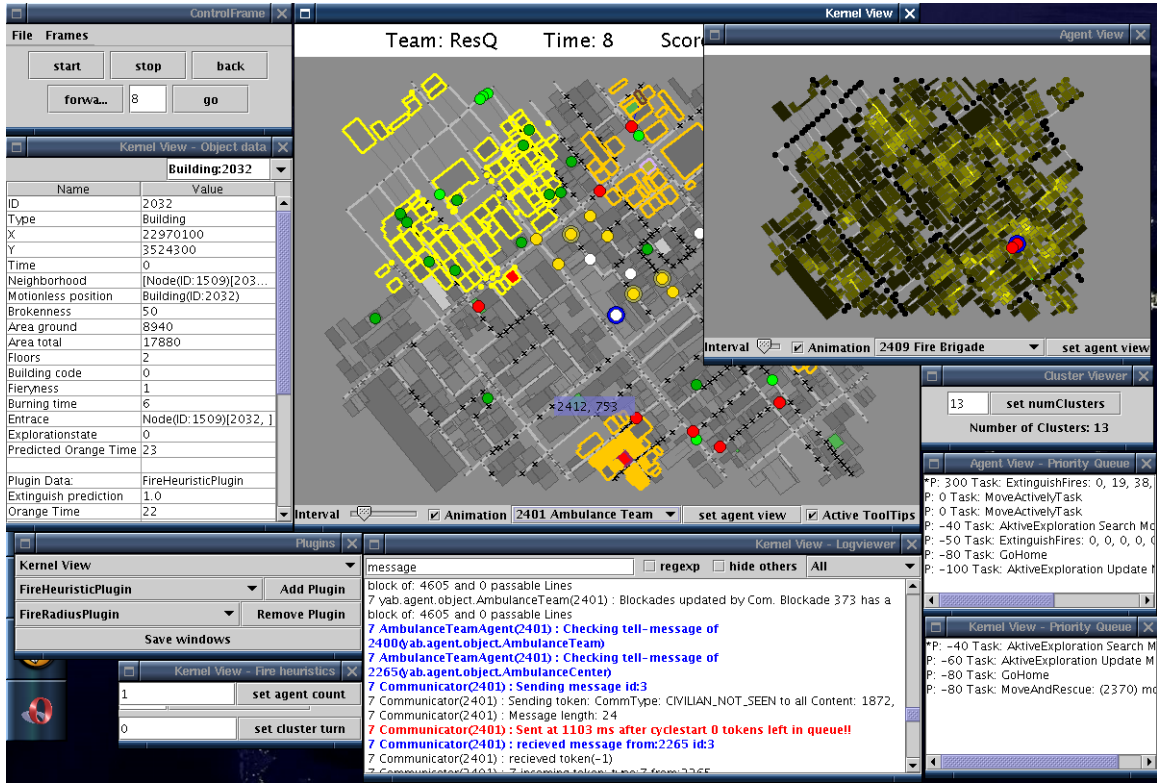 ControlFrame
File Frames
start stop back
forwa... 8 go
Kernel View - Object data
Building:2032
Name Value
ID 2032
Type Building
X 22970100
Y 3524300
Time 0
Neighborhood [Node(ID:1509)[203...
Motionless position Building(ID:2032)
Brokenness 50
Area ground 8940
Area total 17880
Floors 2
Building code 0
Fieryness 1
Burning time 6
Entrace Node(ID:1509)[2032, ]
Explorationstate 0
Predicted Orange Time 23
Plugin Data: FireHeuristicPlugin
Extinguish prediction 1.0
Orange Time 22
Kernel View
Team: ResQ Time: 8 Scor
2412, 753
Interval Animation 2401 Ambulance Team set agent view Active ToolTips
Agent View
Interval Animation 2409 Fire Brigade set agent view
Cluster Viewer
13 set numClusters
Number of Clusters: 13
Agent View - Priority Queue
*P: 300 Task: ExtinguishFires: 0, 19, 38,
P: 0 Task: MoveActivelyTask
P: 0 Task: MoveActivelyTask
P: -40 Task: AktiveExploration Search Mo
P: -50 Task: ExtinguishFires: 0, 0, 0, 0, 0
P: -80 Task: GoHome
P: -100 Task: AktiveExploration Update M
Kernel View - Priority Queue
*P: -40 Task: AktiveExploration Search M
P: -60 Task: AktiveExploration Update M
P: -80 Task: GoHome
P: -80 Task: MoveAndRescue: (2370) mo
Plugins
Kernel View
FireHeuristicPlugin Add Plugin
FireRadiusPlugin Remove Plugin
Save windows
Kernel View - Fire heuristics
1 set agent count
0 set cluster turn
Kernel View - Logviewer
message regexp hide others All
block of: 4605 and 0 passable Lines
7 yab.agent.object.AmbulanceTeam(2401) : Blockades updated by Com. Blockade 373 has a
block of: 4605 and 0 passable Lines
7 AmbulanceTeamAgent(2401) : Checking tell-message of
2400(yab.agent.object.AmbulanceTeam)
7 AmbulanceTeamAgent(2401) : Checking tell-message of
2265(yab.agent.object.AmbulanceCenter)
7 Communicator(2401) : Sending message id:3
7 Communicator(2401) : Sending token: CommType: CIVILIAN_NOT_SEEN to all Content: 1872,
7 Communicator(2401) : Message length: 24
7 Communicator(2401) : Sent at 1103 ms after cyclestart 0 tokens left in queue!!
7 Communicator(2401) : recieved message from:2265 id:3
7 Communicator(2401) : recieved token(-1)
7 Communicator(2401) : 7 incoming token: type:7 from:2265